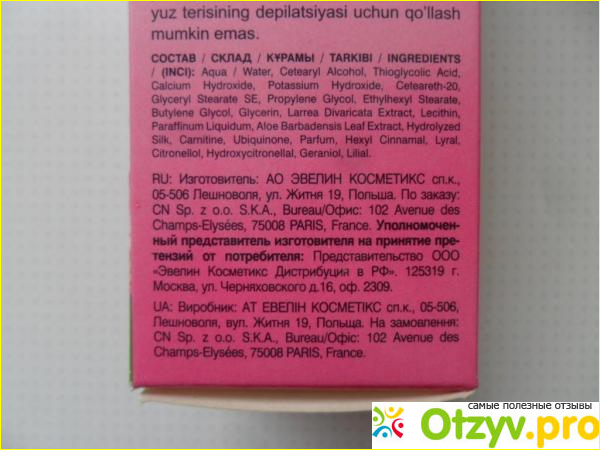 yuz terisining depilatsiyasi uchun qo'llash
mumkin emas.
СОСТАВ / СКЛАД / ҚҰРАМЫ / TARKIBI / INGREDIENTS
/ (INCI): Aqua / Water, Cetearyl Alcohol, Thioglycolic Acid,
Calcium Hydroxide, Potassium Hydroxide, Ceteareth-20,
Glyceryl Stearate SE, Propylene Glycol, Ethylhexyl Stearate,
Butylene Glycol, Glycerin, Larrea Divaricata Extract, Lecithin,
Paraffinum Liquidum, Aloe Barbadensis Leaf Extract, Hydrolyzed
Silk, Carnitine, Ubiquinone, Parfum, Hexyl Cinnamal, Lyral,
Citronellol, Hydroxycitronellal, Geraniol, Lilial.
RU: Изготовитель: АО ЭВЕЛИН КОСМЕТИКС сп.к.,
05-506 Лешноволя, ул. Житня 19, Польша. По заказу:
CN Sp. z o.o. S.K.A., Bureau/Офис: 102 Avenue des
Champs-Elysées, 75008 PARIS, France. Уполномочен-
ный представитель изготовителя на принятие пре-
тензий от потребителя: Представительство ООО
«Эвелин Косметикс Дистрибуция в РФ». 125319 г.
Москва, ул. Черняховского д.16, оф. 2309.
UA: Виробник: АТ ЕВЕЛІН КОСМЕТІКС сп.к., 05-506,
Лешноволя, вул. Житня 19, Польща. На замовлення:
CN Sp. z o.o. S.K.A., Bureau/Офіс: 102 Avenue des
Champs-Elysées, 75008 PARIS, France.
самые полезные отзывы
Otzyv.pro